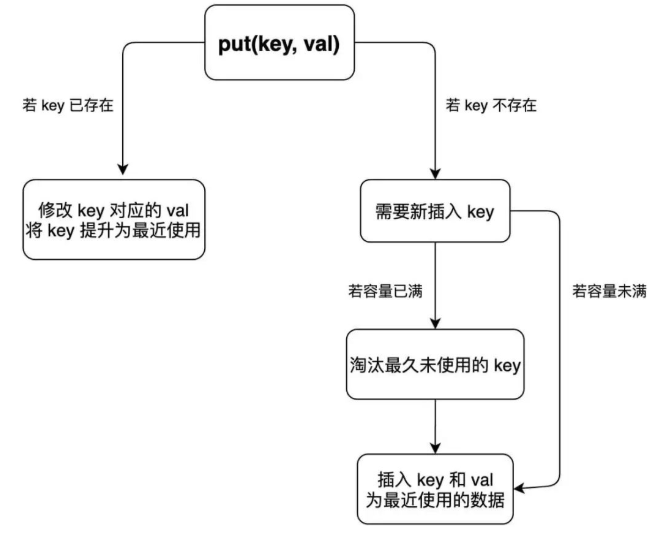 put(key, val)
若 key 已存在
若 key 不存在
修改 key 对应的 val
将 key 提升为最近使用
需要新插入 key
若容量已满
若容量未满
淘汰最久未使用的 key
插入 key 和 val
为最近使用的数据